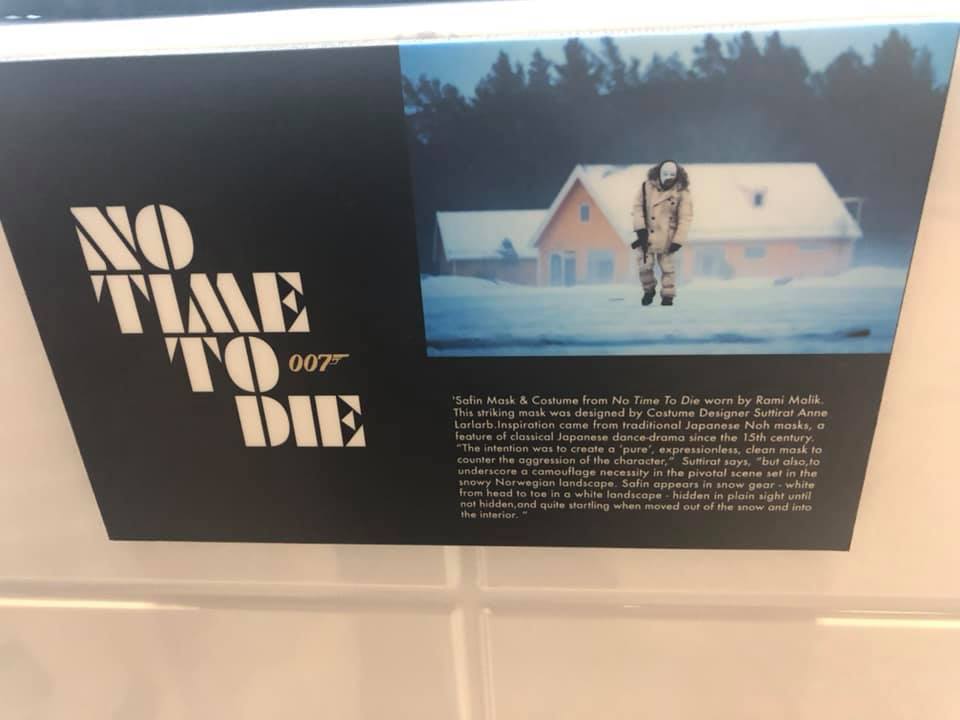 NO
TIME
TO
007
DIE
'Safin Mask & Costume from No Time To Die worn by Rami Malik.
This striking mask was designed by Costume Designer Suttirat Anne
Larlarb.Inspiration came from traditional Japanese Noh masks, a
feature of classical Japanese dance-drama since the 15th century.
"The intention was to create a 'pure', expressionless, clean mask to
counter the aggression of the character," Suttirat says, "but also,to
underscore a camouflage necessity in the pivotal scene set in the
snowy Norwegian landscape. Safin appears in snow gear - white
from head to toe in a white landscape - hidden in plain sight until
not hidden,and quite startling when moved out of the snow and into
the interior. "